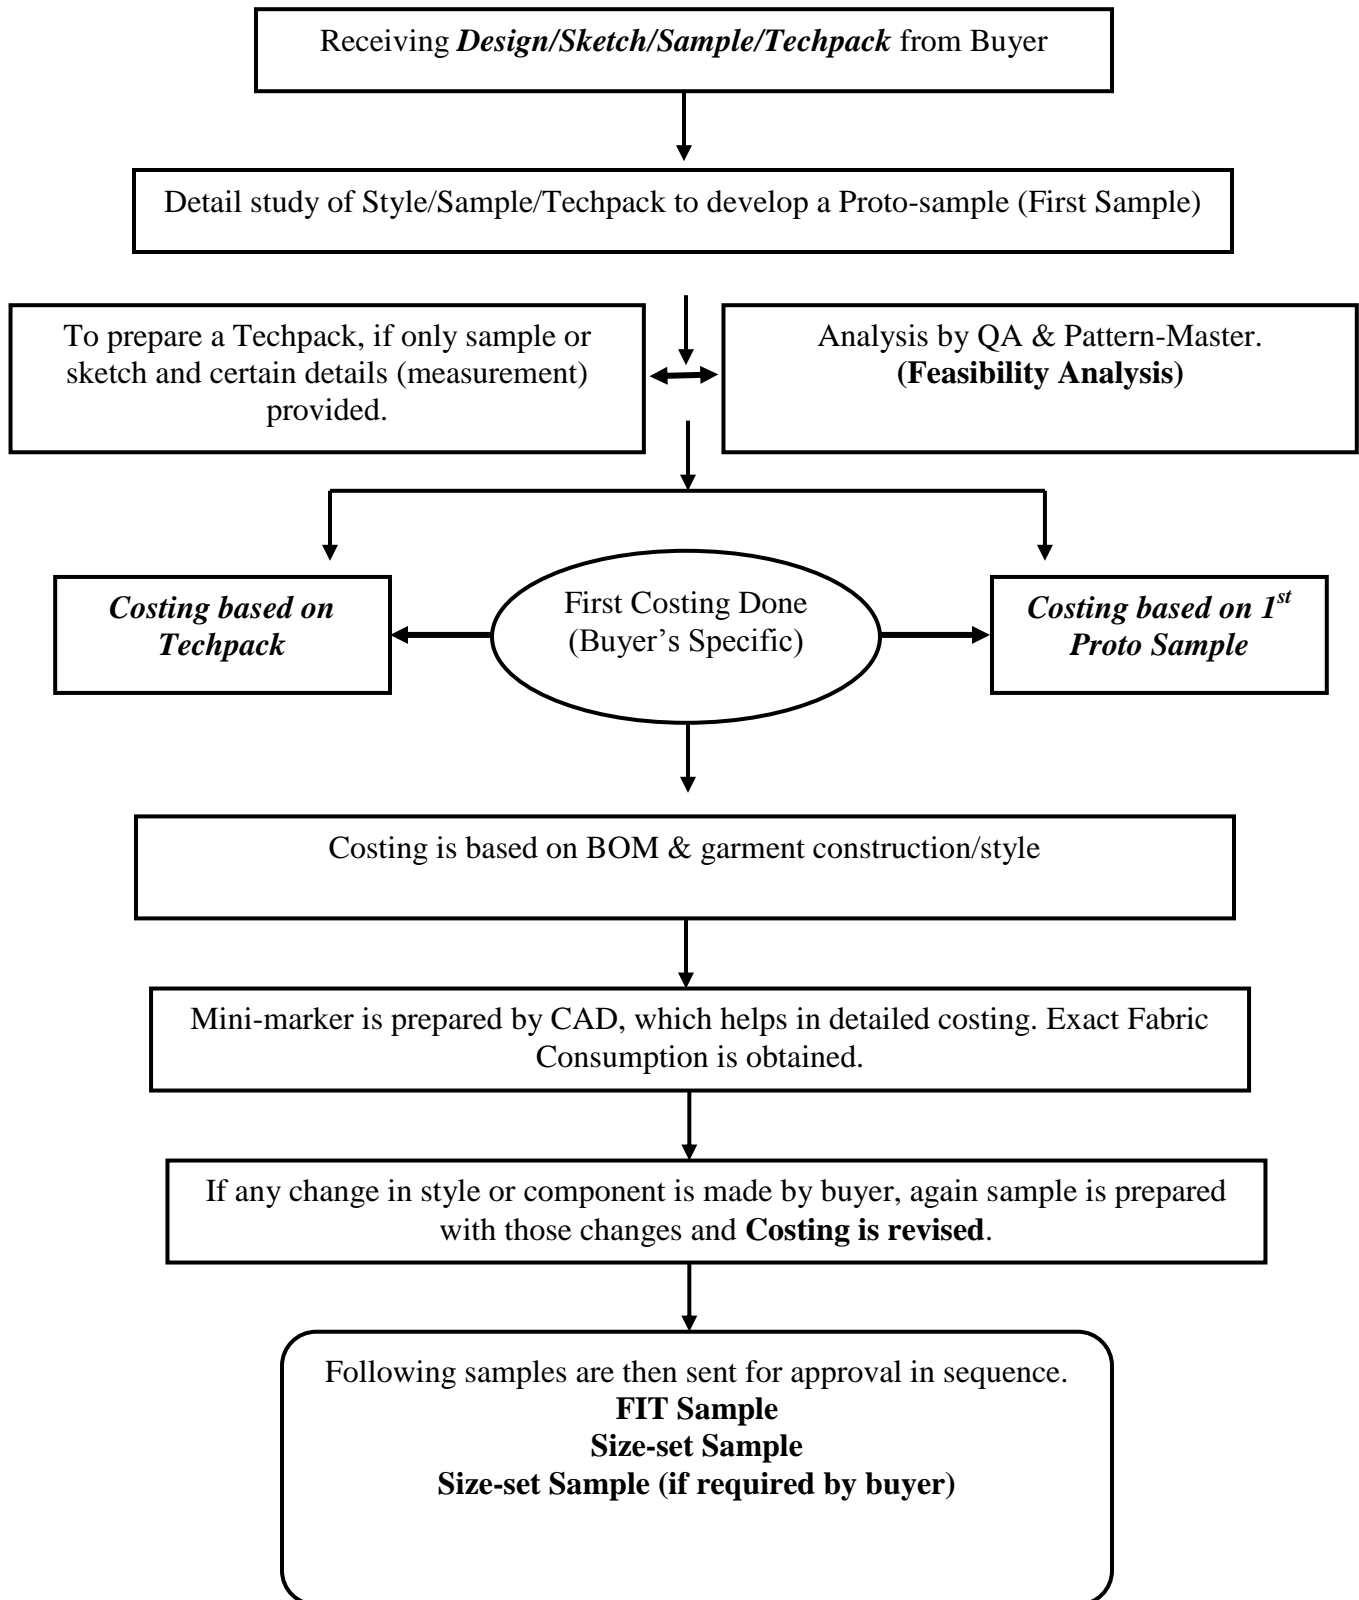 Receiving Design/Sketch/Sample/Techpack from Buyer
Detail study of Style/Sample/Techpack to develop a Proto-sample (First Sample)
To prepare a Techpack, if only sample or
sketch and certain details (measurement)
provided.
Analysis by QA & Pattern-Master.
(Feasibility Analysis)
Costing based on
Techpack
First Costing Done
(Buyer’s Specific)
Costing based on 1st
Proto Sample
Costing is based on BOM & garment construction/style
Mini-marker is prepared by CAD, which helps in detailed costing. Exact Fabric
Consumption is obtained.
If any change in style or component is made by buyer, again sample is prepared
with those changes and Costing is revised.
Following samples are then sent for approval in sequence.
FIT Sample
Size-set Sample
Size-set Sample (if required by buyer)